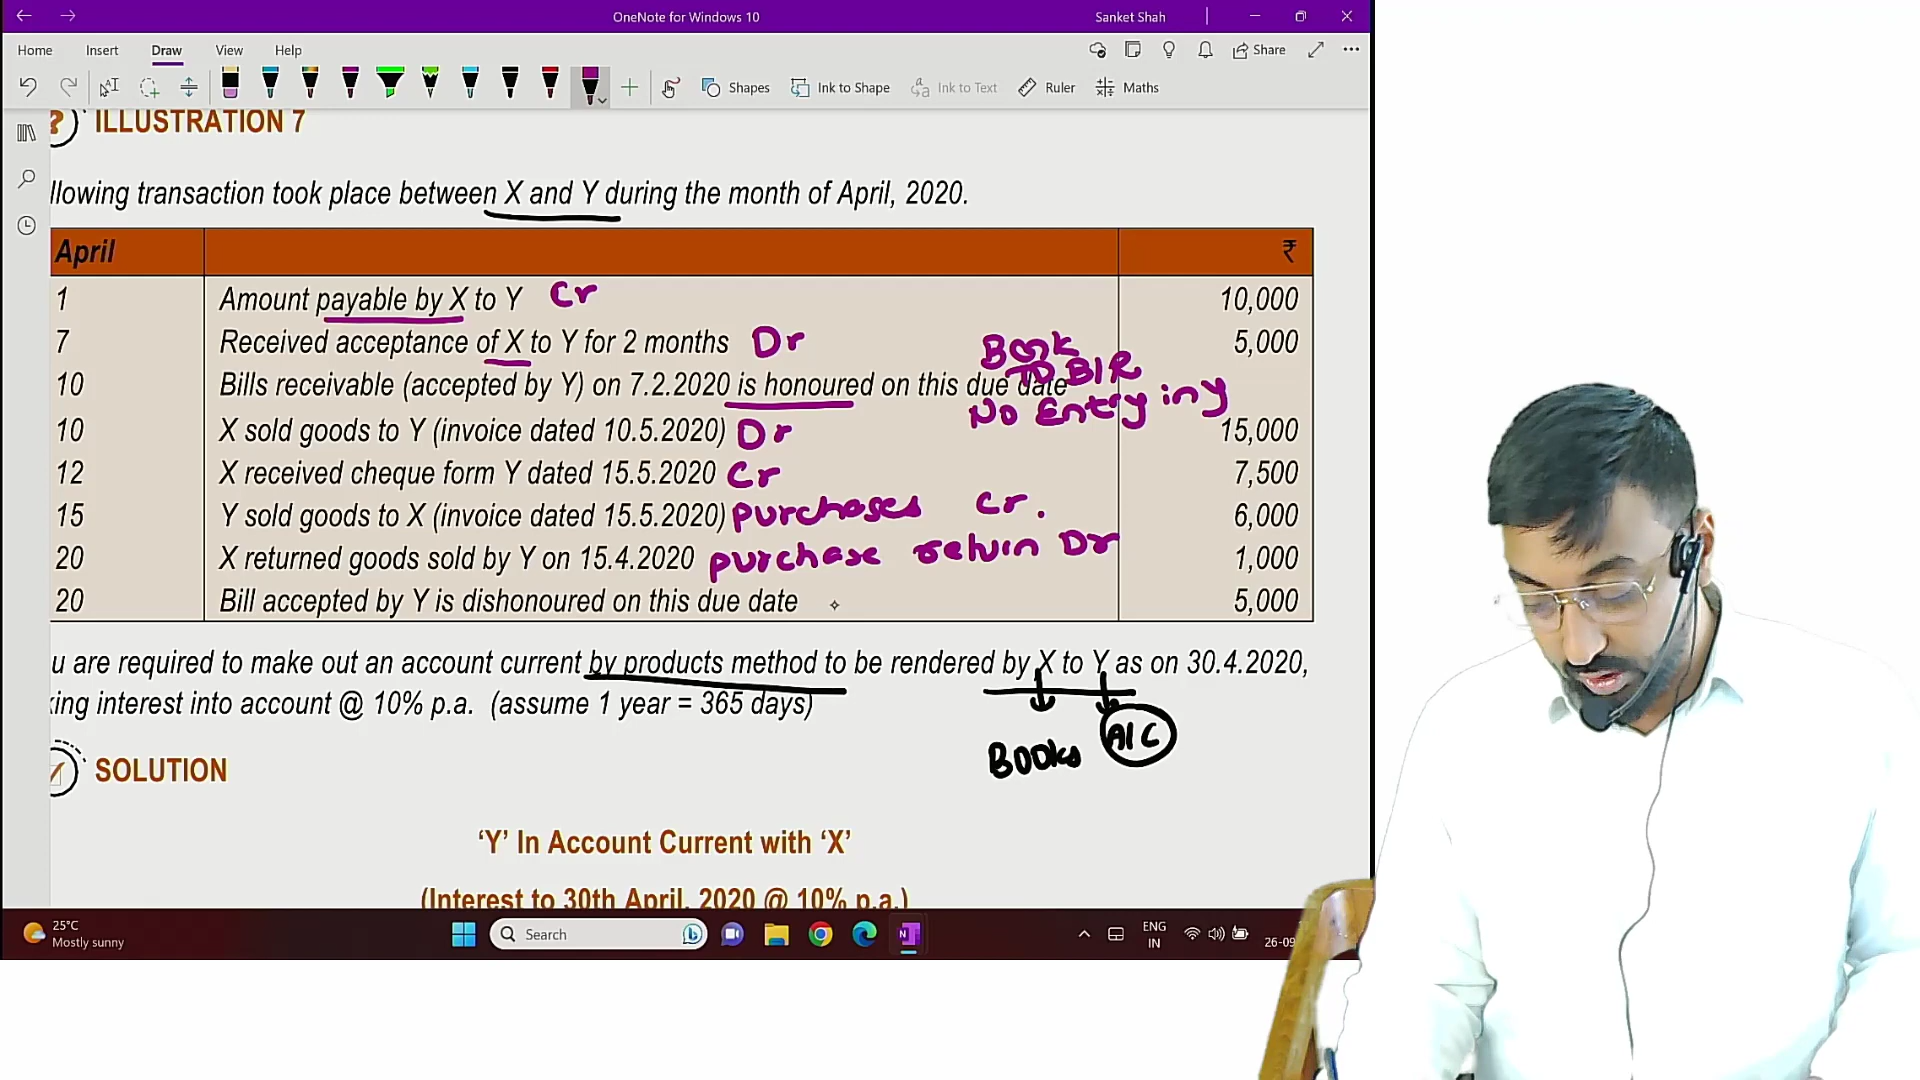 OneNote for Windows 10
Sanket Shah
Home Insert Draw View Help
Share
Shapes Ink to Shape Ink to Text Ruler Maths
ILLUSTRATION 7
llowing transaction took place between X and Y during the month of April, 2020.
April ₹
1 Amount payable by X to Y Cr 10,000
7 Received acceptance of X to Y for 2 months Dr 5,000
Bank
TO B/R
10 Bills receivable (accepted by Y) on 7.2.2020 is honoured on this due date
No Entry in Y
10 X sold goods to Y (invoice dated 10.5.2020) Dr 15,000
12 X received cheque form Y dated 15.5.2020 Cr 7,500
15 Y sold goods to X (invoice dated 15.5.2020) purchases Cr. 6,000
20 X returned goods sold by Y on 15.4.2020 purchase return Dr 1,000
20 Bill accepted by Y is dishonoured on this due date 5,000
u are required to make out an account current by products method to be rendered by X to Y as on 30.4.2020,
king interest into account @ 10% p.a. (assume 1 year = 365 days)
Books A/C
SOLUTION
‘Y’ In Account Current with ‘X’
(Interest to 30th April, 2020 @ 10% p.a.)
25°C
Mostly sunny
Search
ENG
IN
26-09